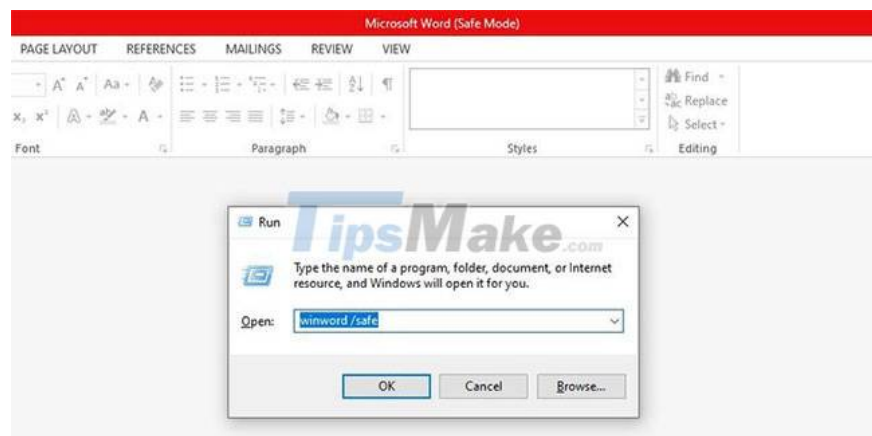 Microsoft Word (Safe Mode)
PAGE LAYOUT REFERENCES MAILINGS REVIEW VIEW
Aa
Find
Replace
Select
Font Paragraph Styles Editing
Run
TipsMake.com
Type the name of a program, folder, document, or Internet
resource, and Windows will open it for you.
Open: winword /safe
OK Cancel Browse...